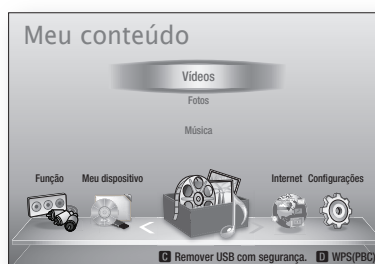 Meu conteúdo
Vídeos
Fotos
Música
Função Meu dispositivo Internet Configurações
C Remover USB com segurança. D WPS(PBC)